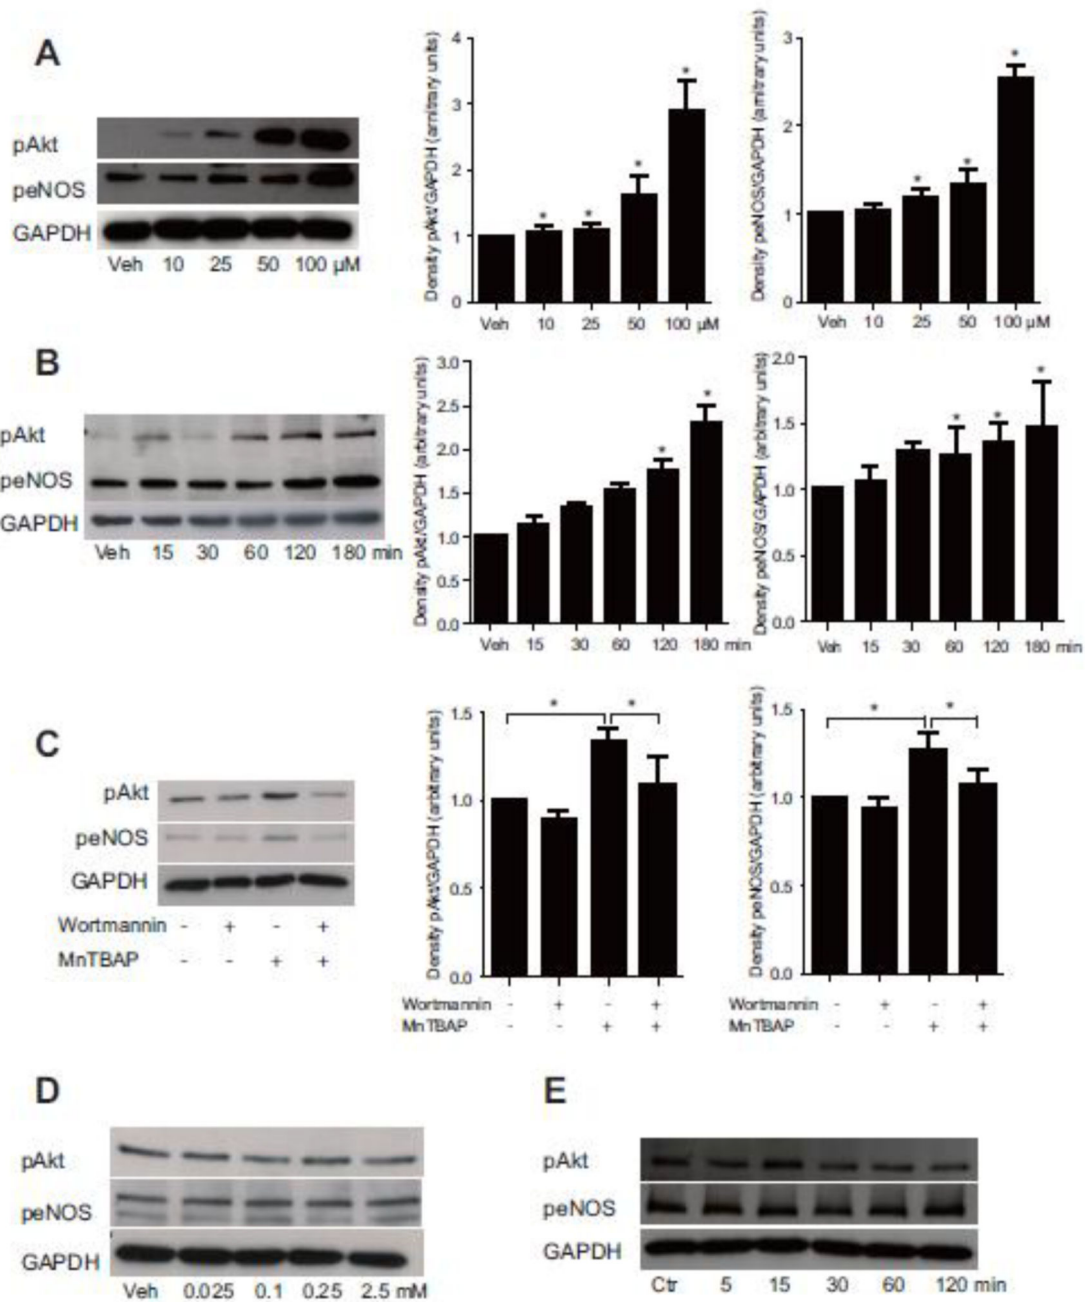 A
pAkt
peNOS
GAPDH
Veh 10 25 50 100 µM
Density pAkt/GAPDH (arnitrary units)
4
3
2
1
0
* * * *
Veh 10 25 50 100 µM
Density peNOS/GAPDH (arnitrary units)
3
2
1
0
* * *
Veh 10 25 50 100 µM
B
pAkt
peNOS
GAPDH
Veh 15 30 60 120 180 min
Density pAkt/GAPDH (arbitrary units)
3.0
2.5
2.0
1.5
1.0
0.5
0.0
* *
Veh 15 30 60 120 180 min
Density peNOS/GAPDH (arbitrary units)
2.0
1.5
1.0
0.5
0.0
* * *
Veh 15 30 60 120 180 min
C
pAkt
peNOS
GAPDH
Wortmannin - + - +
MnTBAP - - + +
Density pAkt/GAPDH (arbitrary units)
1.5
1.0
0.5
0.0
* *
Wortmannin - + - +
MnTBAP - - + +
Density peNOS/GAPDH (arbitrary units)
1.5
1.0
0.5
0.0
* *
Wortmannin - + - +
MnTBAP - - + +
D
pAkt
peNOS
GAPDH
Veh 0.025 0.1 0.25 2.5 mM
E
pAkt
peNOS
GAPDH
Ctr 5 15 30 60 120 min